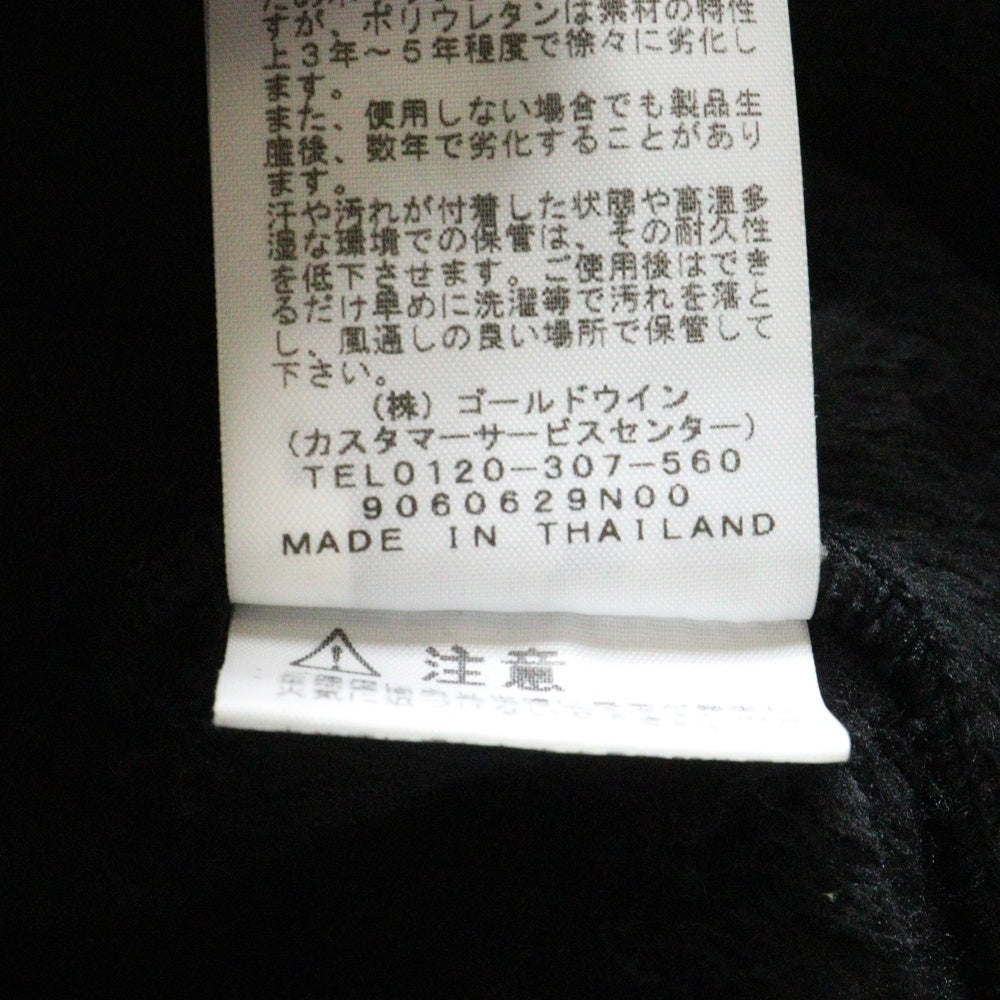 すが、ポリウレタンは素材の特性
上3年～5年程度で徐々に劣化し
ます。
また、使用しない場合でも製品生
産後、数年で劣化することがあり
ます。
汗や汚れが付着した状態や高温多
湿な環境での保管は、その耐久性
を低下させます。ご使用後はでき
るだけ早めに洗濯等で汚れを落と
し、風通しの良い場所で保管して
下さい。
(株)ゴールドウイン
(カスタマーサービスセンター)
TEL0120-307-560
9060629N00
MADE IN THAILAND
注意